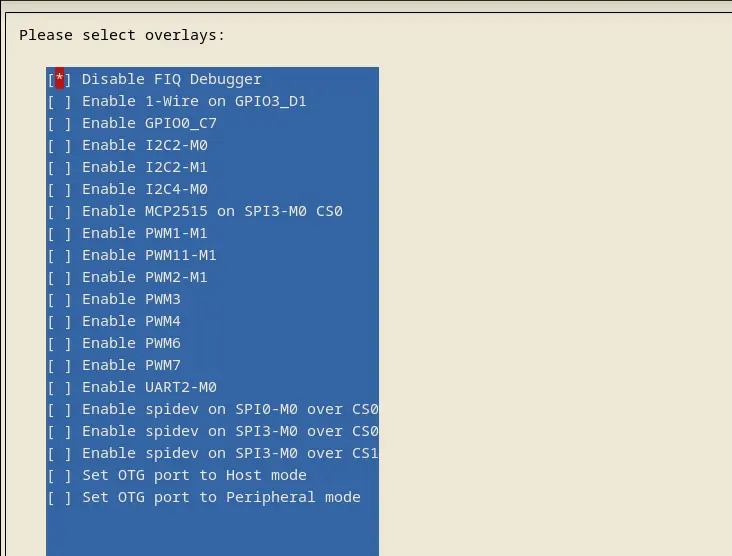 Please select overlays:
[*] Disable FIQ Debugger
[ ] Enable 1-Wire on GPIO3_D1
[ ] Enable GPIO0_C7
[ ] Enable I2C2-M0
[ ] Enable I2C2-M1
[ ] Enable I2C4-M0
[ ] Enable MCP2515 on SPI3-M0 CS0
[ ] Enable PWM1-M1
[ ] Enable PWM11-M1
[ ] Enable PWM2-M1
[ ] Enable PWM3
[ ] Enable PWM4
[ ] Enable PWM6
[ ] Enable PWM7
[ ] Enable UART2-M0
[ ] Enable spidev on SPI0-M0 over CS0
[ ] Enable spidev on SPI3-M0 over CS0
[ ] Enable spidev on SPI3-M0 over CS1
[ ] Set OTG port to Host mode
[ ] Set OTG port to Peripheral mode